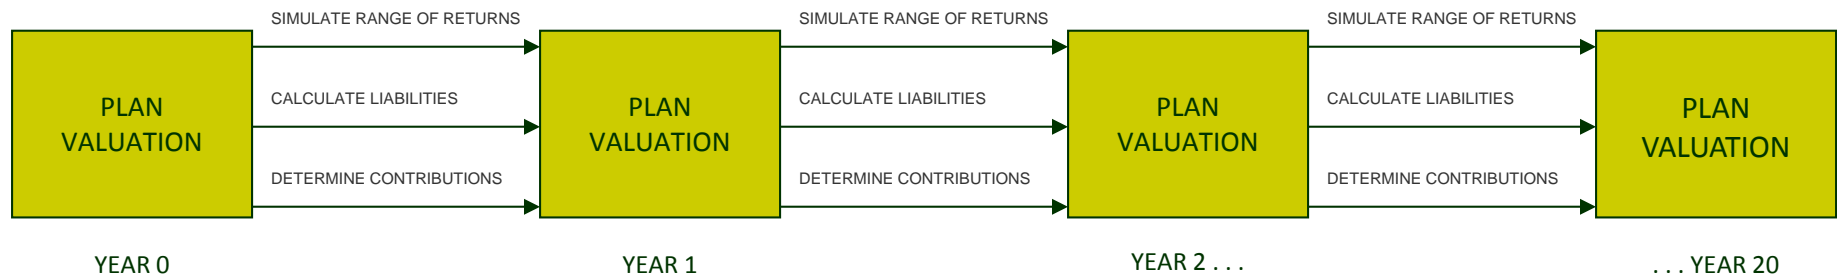 SIMULATE RANGE OF RETURNS
SIMULATE RANGE OF RETURNS
SIMULATE RANGE OF RETURNS
PLAN
VALUATION
CALCULATE LIABILITIES
PLAN
VALUATION
CALCULATE LIABILITIES
PLAN
VALUATION
CALCULATE LIABILITIES
PLAN
VALUATION
DETERMINE CONTRIBUTIONS
DETERMINE CONTRIBUTIONS
DETERMINE CONTRIBUTIONS
YEAR 0
YEAR 1
YEAR 2 . . .
. . . YEAR 20